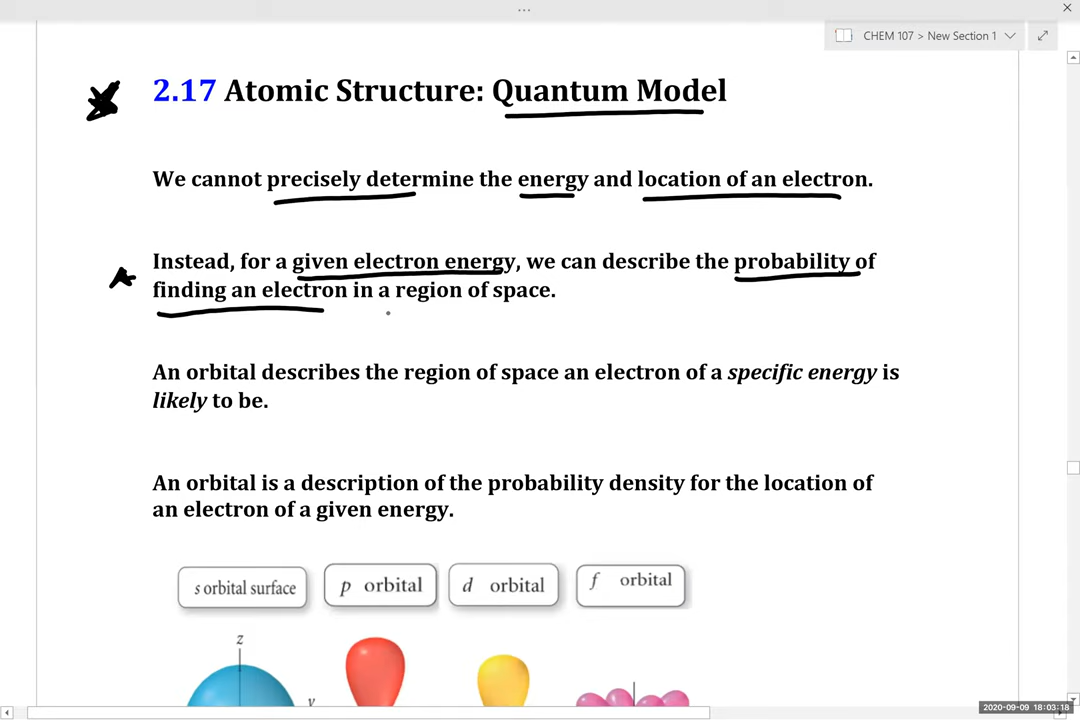 ...
CHEM 107 > New Section 1
2.17 Atomic Structure: Quantum Model
We cannot precisely determine the energy and location of an electron.
Instead, for a given electron energy, we can describe the probability of
finding an electron in a region of space.
An orbital describes the region of space an electron of a specific energy is
likely to be.
An orbital is a description of the probability density for the location of
an electron of a given energy.
s orbital surface
p orbital
d orbital
f orbital
z
y
2020-09-09 18:03:18